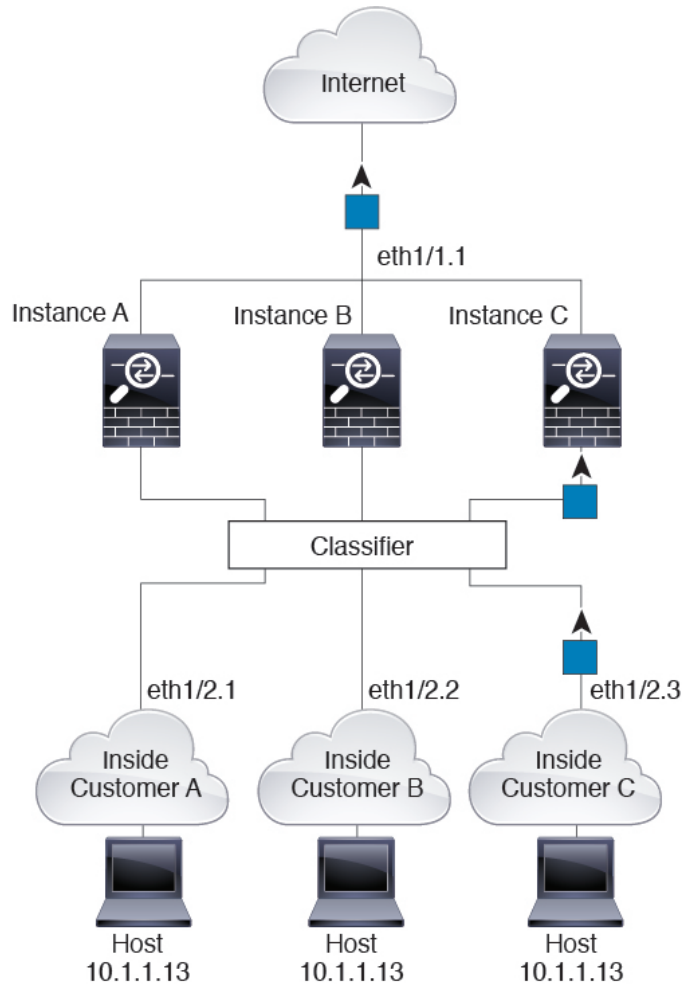 Internet
eth1/1.1
Instance A
Instance B
Instance C
Classifier
eth1/2.1
eth1/2.2
eth1/2.3
Inside
Customer A
Inside
Customer B
Inside
Customer C
Host
10.1.1.13
Host
10.1.1.13
Host
10.1.1.13